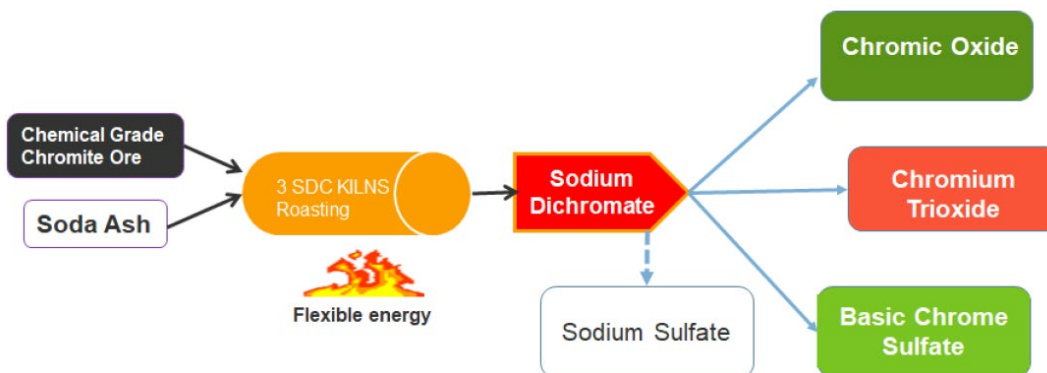 Chemical Grade
Chromite Ore
Soda Ash
3 SDC KILNS
Roasting
Flexible energy
Sodium
Dichromate
Sodium Sulfate
Chromic Oxide
Chromium
Trioxide
Basic Chrome
Sulfate